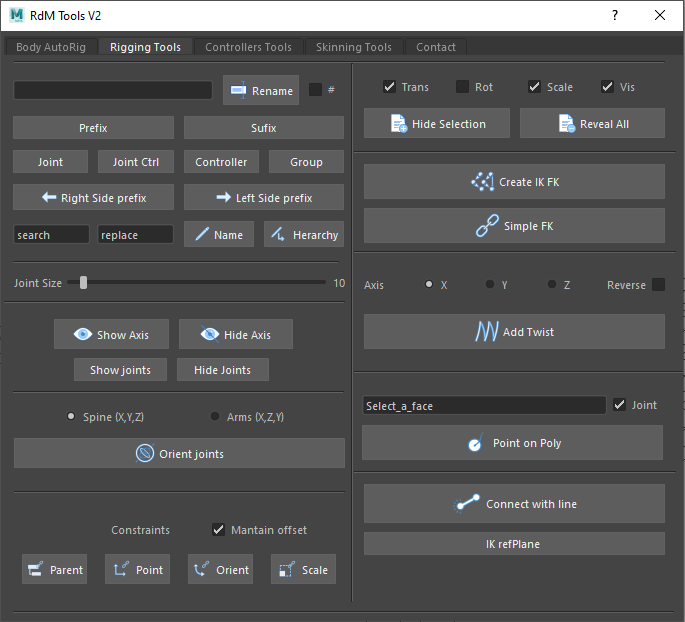 RdM Tools V2
Body AutoRig Rigging Tools Controllers Tools Skinning Tools Contact
Rename #
Prefix Sufix
Joint Joint Ctrl Controller Group
Right Side prefix Left Side prefix
search replace Name Herarchy
Joint Size 10
Show Axis Hide Axis
Show joints Hide Joints
Spine (X,Y,Z) Arms (X,Z,Y)
Orient joints
Constraints Mantain offset
Parent Point Orient Scale
Trans Rot Scale Vis
Hide Selection Reveal All
Create IK FK
Simple FK
Axis X Y Z Reverse
Add Twist
Select_a_face Joint
Point on Poly
Connect with line
IK refPlane